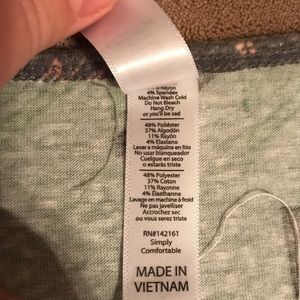 11% Rayon
4% Spandex
Machine Wash Cold
Do Not Bleach
Hang Dry
or you'll be sad
48% Poliéster
37% Algodón
11% Rayón
4% Elastano
Lavar a máquina en frío
No usar blanqueador
Cuelgue en seco
o estarás triste
48% Polyester
37% Coton
11% Rayonne
4% Élasthanne
Lavage en machine à froid
Ne pas javelliser
Accrochez sec
ou vous serez triste
RN#142161
Simply
Comfortable
MADE IN
VIETNAM